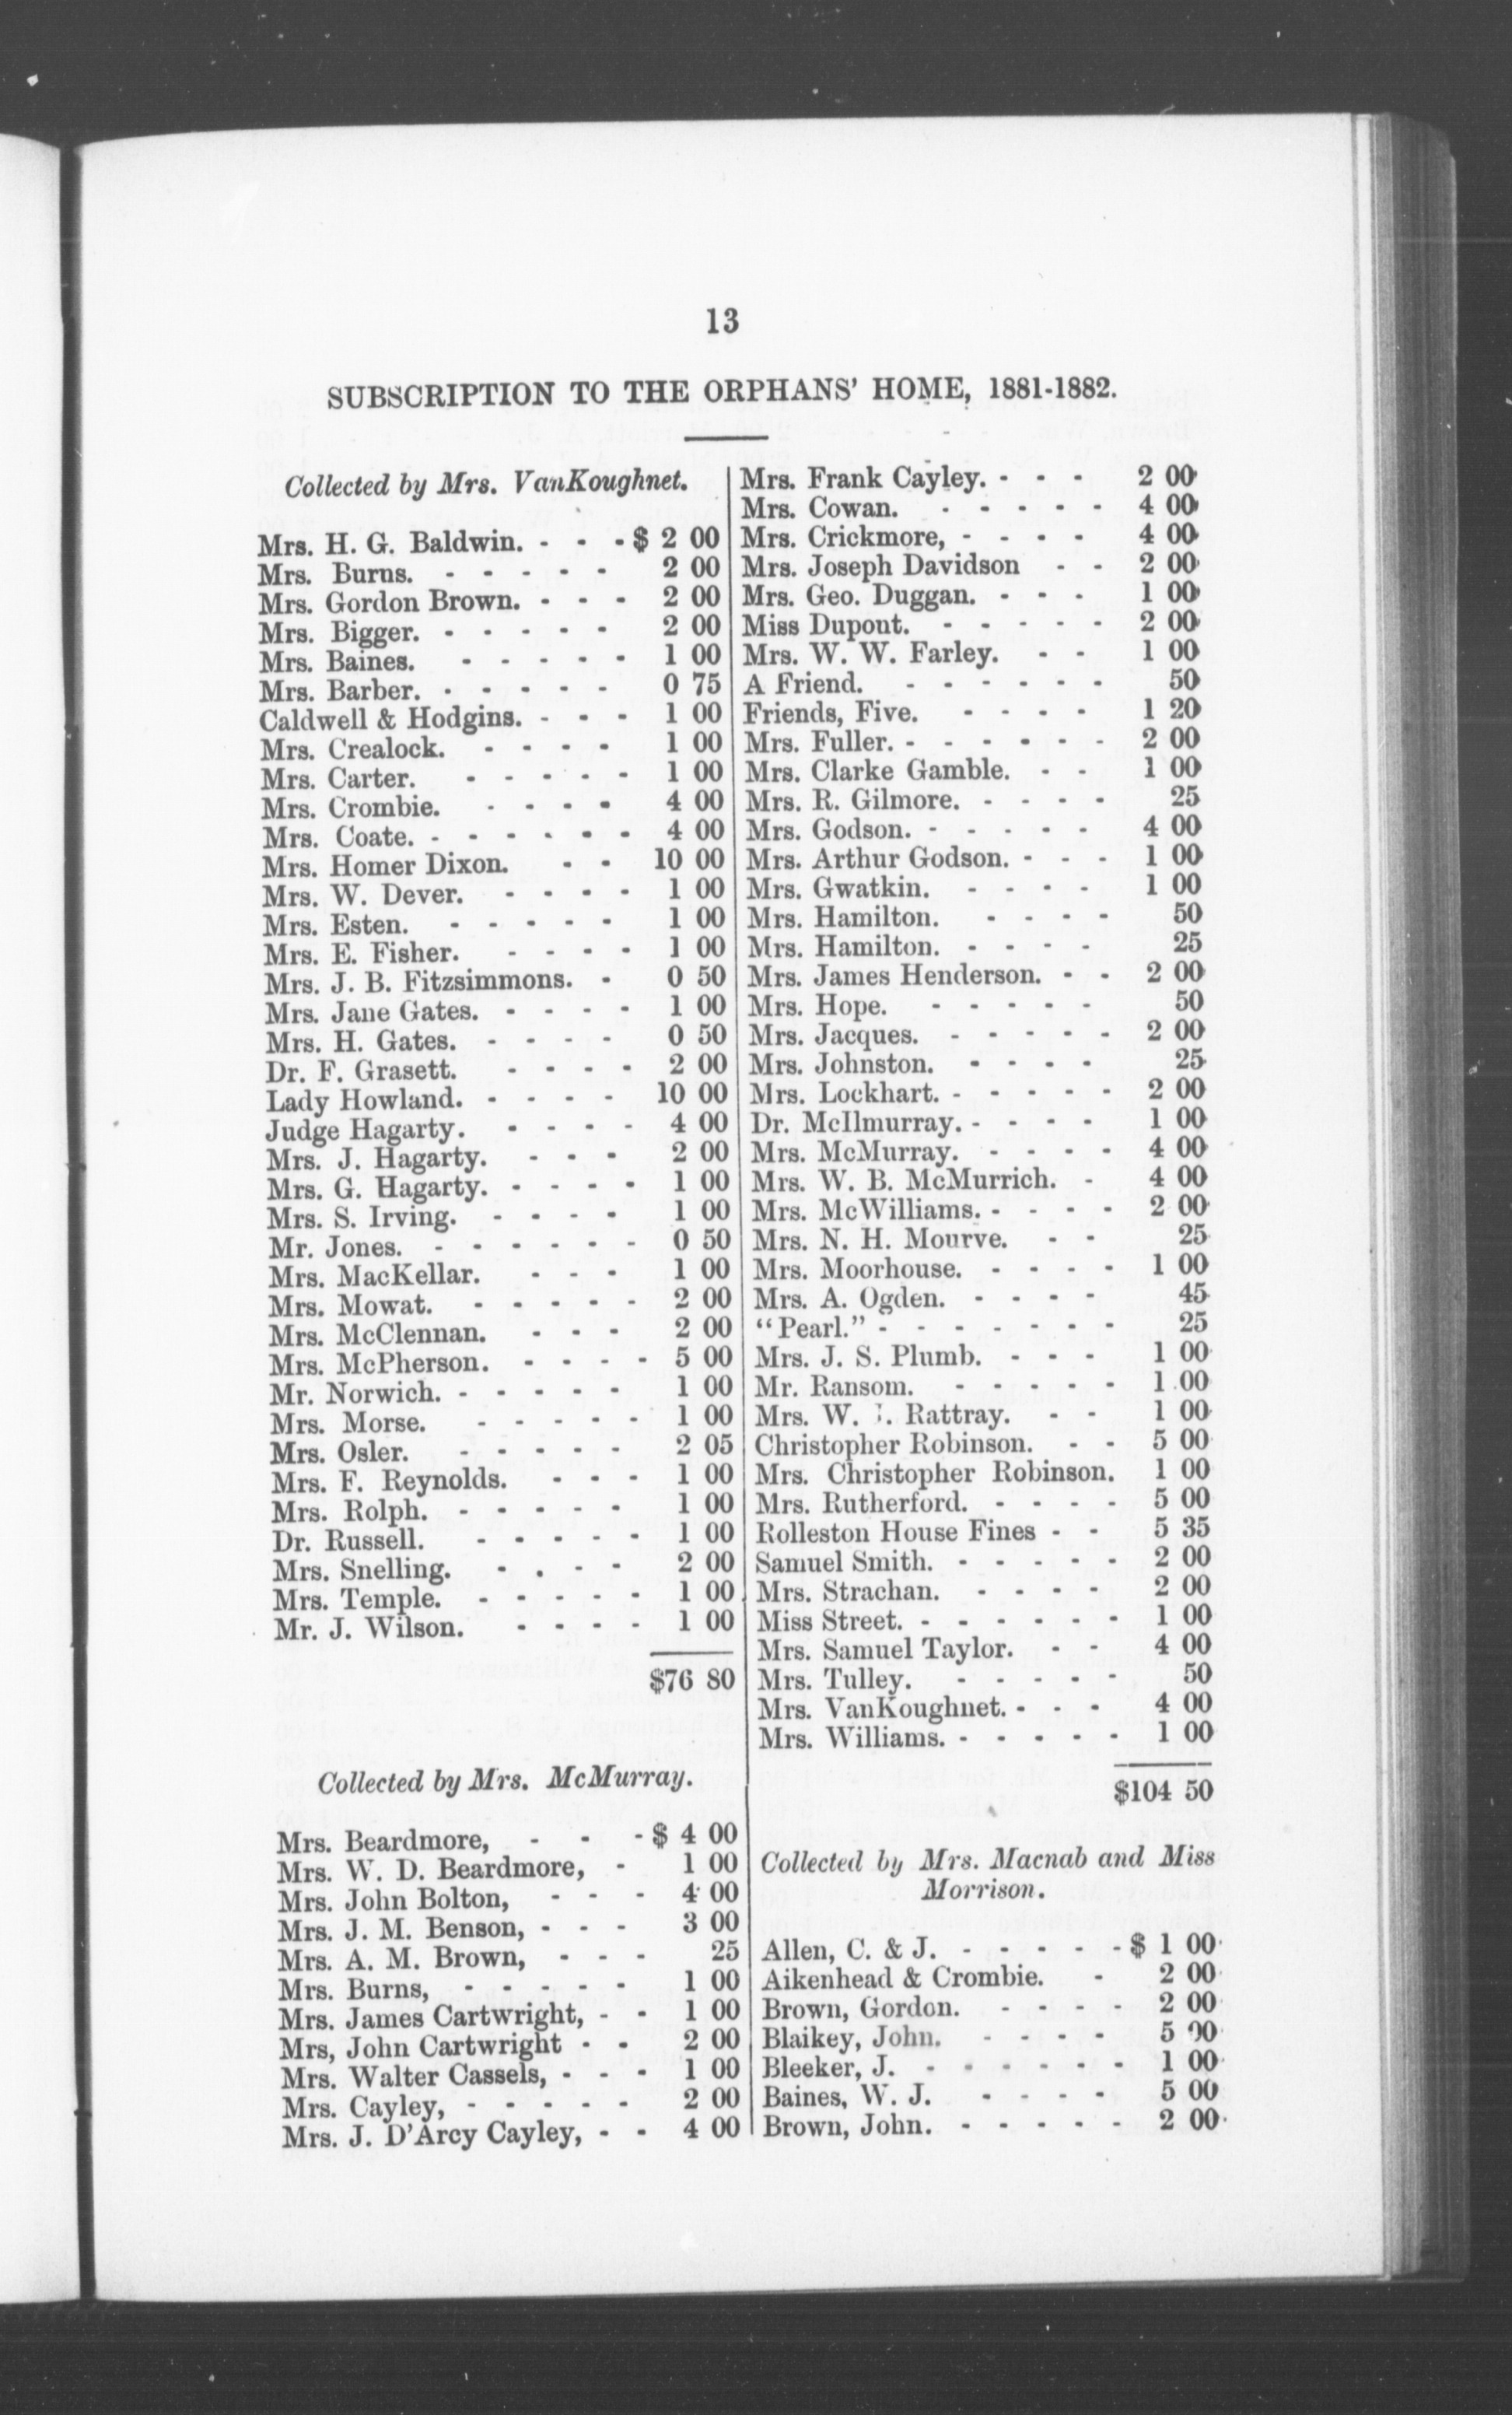 13
SUBSCRIPTION TO THE ORPHANS' HOME, 1881-1882.
Collected by Mrs. VanKoughnet.
Mrs. H. G. Baldwin. - - - $ 2 00
Mrs. Burns. - - - - - 2 00
Mrs. Gordon Brown. - - - 2 00
Mrs. Bigger. - - - - - 2 00
Mrs. Baines. - - - - - 1 00
Mrs. Barber. - - - - - 0 75
Caldwell & Hodgins. - - - 1 00
Mrs. Crealock. - - - - 1 00
Mrs. Carter. - - - - - 1 00
Mrs. Crombie. - - - - 4 00
Mrs. Coate. - - - - - - 4 00
Mrs. Homer Dixon. - - 10 00
Mrs. W. Dever. - - - - 1 00
Mrs. Esten. - - - - - 1 00
Mrs. E. Fisher. - - - - 1 00
Mrs. J. B. Fitzsimmons. - 0 50
Mrs. Jane Gates. - - - - 1 00
Mrs. H. Gates. - - - - 0 50
Dr. F. Grasett. - - - - 2 00
Lady Howland. - - - - 10 00
Judge Hagarty. - - - - 4 00
Mrs. J. Hagarty. - - - 2 00
Mrs. G. Hagarty. - - - - 1 00
Mrs. S. Irving. - - - - 1 00
Mr. Jones. - - - - - - 0 50
Mrs. MacKellar. - - - 1 00
Mrs. Mowat. - - - - - 2 00
Mrs. McClennan. - - - 2 00
Mrs. McPherson. - - - - 5 00
Mr. Norwich. - - - - - 1 00
Mrs. Morse. - - - - - 1 00
Mrs. Osler. - - - - - 2 05
Mrs. F. Reynolds. - - - 1 00
Mrs. Rolph. - - - - - 1 00
Dr. Russell. - - - - - 1 00
Mrs. Snelling. - - - - 2 00
Mrs. Temple. - - - - - 1 00
Mr. J. Wilson. - - - - 1 00
$76 80
Collected by Mrs. McMurray.
Mrs. Beardmore, - - - $ 4 00
Mrs. W. D. Beardmore, - 1 00
Mrs. John Bolton, - - - 4 00
Mrs. J. M. Benson, - - - 3 00
Mrs. A. M. Brown, - - - 25
Mrs. Burns, - - - - - 1 00
Mrs. James Cartwright, - - 1 00
Mrs, John Cartwright - - 2 00
Mrs. Walter Cassels, - - - 1 00
Mrs. Cayley, - - - - - 2 00
Mrs. J. D'Arcy Cayley, - - 4 00
Mrs. Frank Cayley. - - - 2 00
Mrs. Cowan. - - - - - 4 00
Mrs. Crickmore, - - - - 4 00
Mrs. Joseph Davidson - - 2 00
Mrs. Geo. Duggan. - - - 1 00
Miss Dupout. - - - - - 2 00
Mrs. W. W. Farley. - - 1 00
A Friend. - - - - - - 50
Friends, Five. - - - - 1 20
Mrs. Fuller. - - - - - - 2 00
Mrs. Clarke Gamble. - - 1 00
Mrs. R. Gilmore. - - - - 25
Mrs. Godson. - - - - - 4 00
Mrs. Arthur Godson. - - - 1 00
Mrs. Gwatkin. - - - - 1 00
Mrs. Hamilton. - - - - 50
Mrs. Hamilton. - - - - 25
Mrs. James Henderson. - - 2 00
Mrs. Hope. - - - - - 50
Mrs. Jacques. - - - - - 2 00
Mrs. Johnston. - - - - 25
Mrs. Lockhart. - - - - - 2 00
Dr. McIlmurray. - - - - 1 00
Mrs. McMurray. - - - - 4 00
Mrs. W. B. McMurrich. - 4 00
Mrs. McWilliams. - - - - 2 00
Mrs. N. H. Mourve. - - 25
Mrs. Moorhouse. - - - - 1 00
Mrs. A. Ogden. - - - - 45
"Pearl." - - - - - - - 25
Mrs. J. S. Plumb. - - - 1 00
Mr. Ransom. - - - - - 1 00
Mrs. W. . Rattray. - - 1 00
Christopher Robinson. - - 5 00
Mrs. Christopher Robinson. 1 00
Mrs. Rutherford. - - - - 5 00
Rolleston House Fines - - 5 35
Samuel Smith. - - - - - 2 00
Mrs. Strachan. - - - - 2 00
Miss Street. - - - - - - 1 00
Mrs. Samuel Taylor. - - 4 00
Mrs. Tulley. - - - - - 50
Mrs. VanKoughnet. - - - 4 00
Mrs. Williams. - - - - - 1 00
$104 50
Collected by Mrs. Macnab and Miss
Morrison.
Allen, C. & J. - - - - - $ 1 00
Aikenhead & Crombie. - 2 00
Brown, Gordon. - - - - 2 00
Blaikey, John. - - - - 5 00
Bleeker, J. - - - - - - 1 00
Baines, W. J. - - - - 5 00
Brown, John. - - - - - 2 00